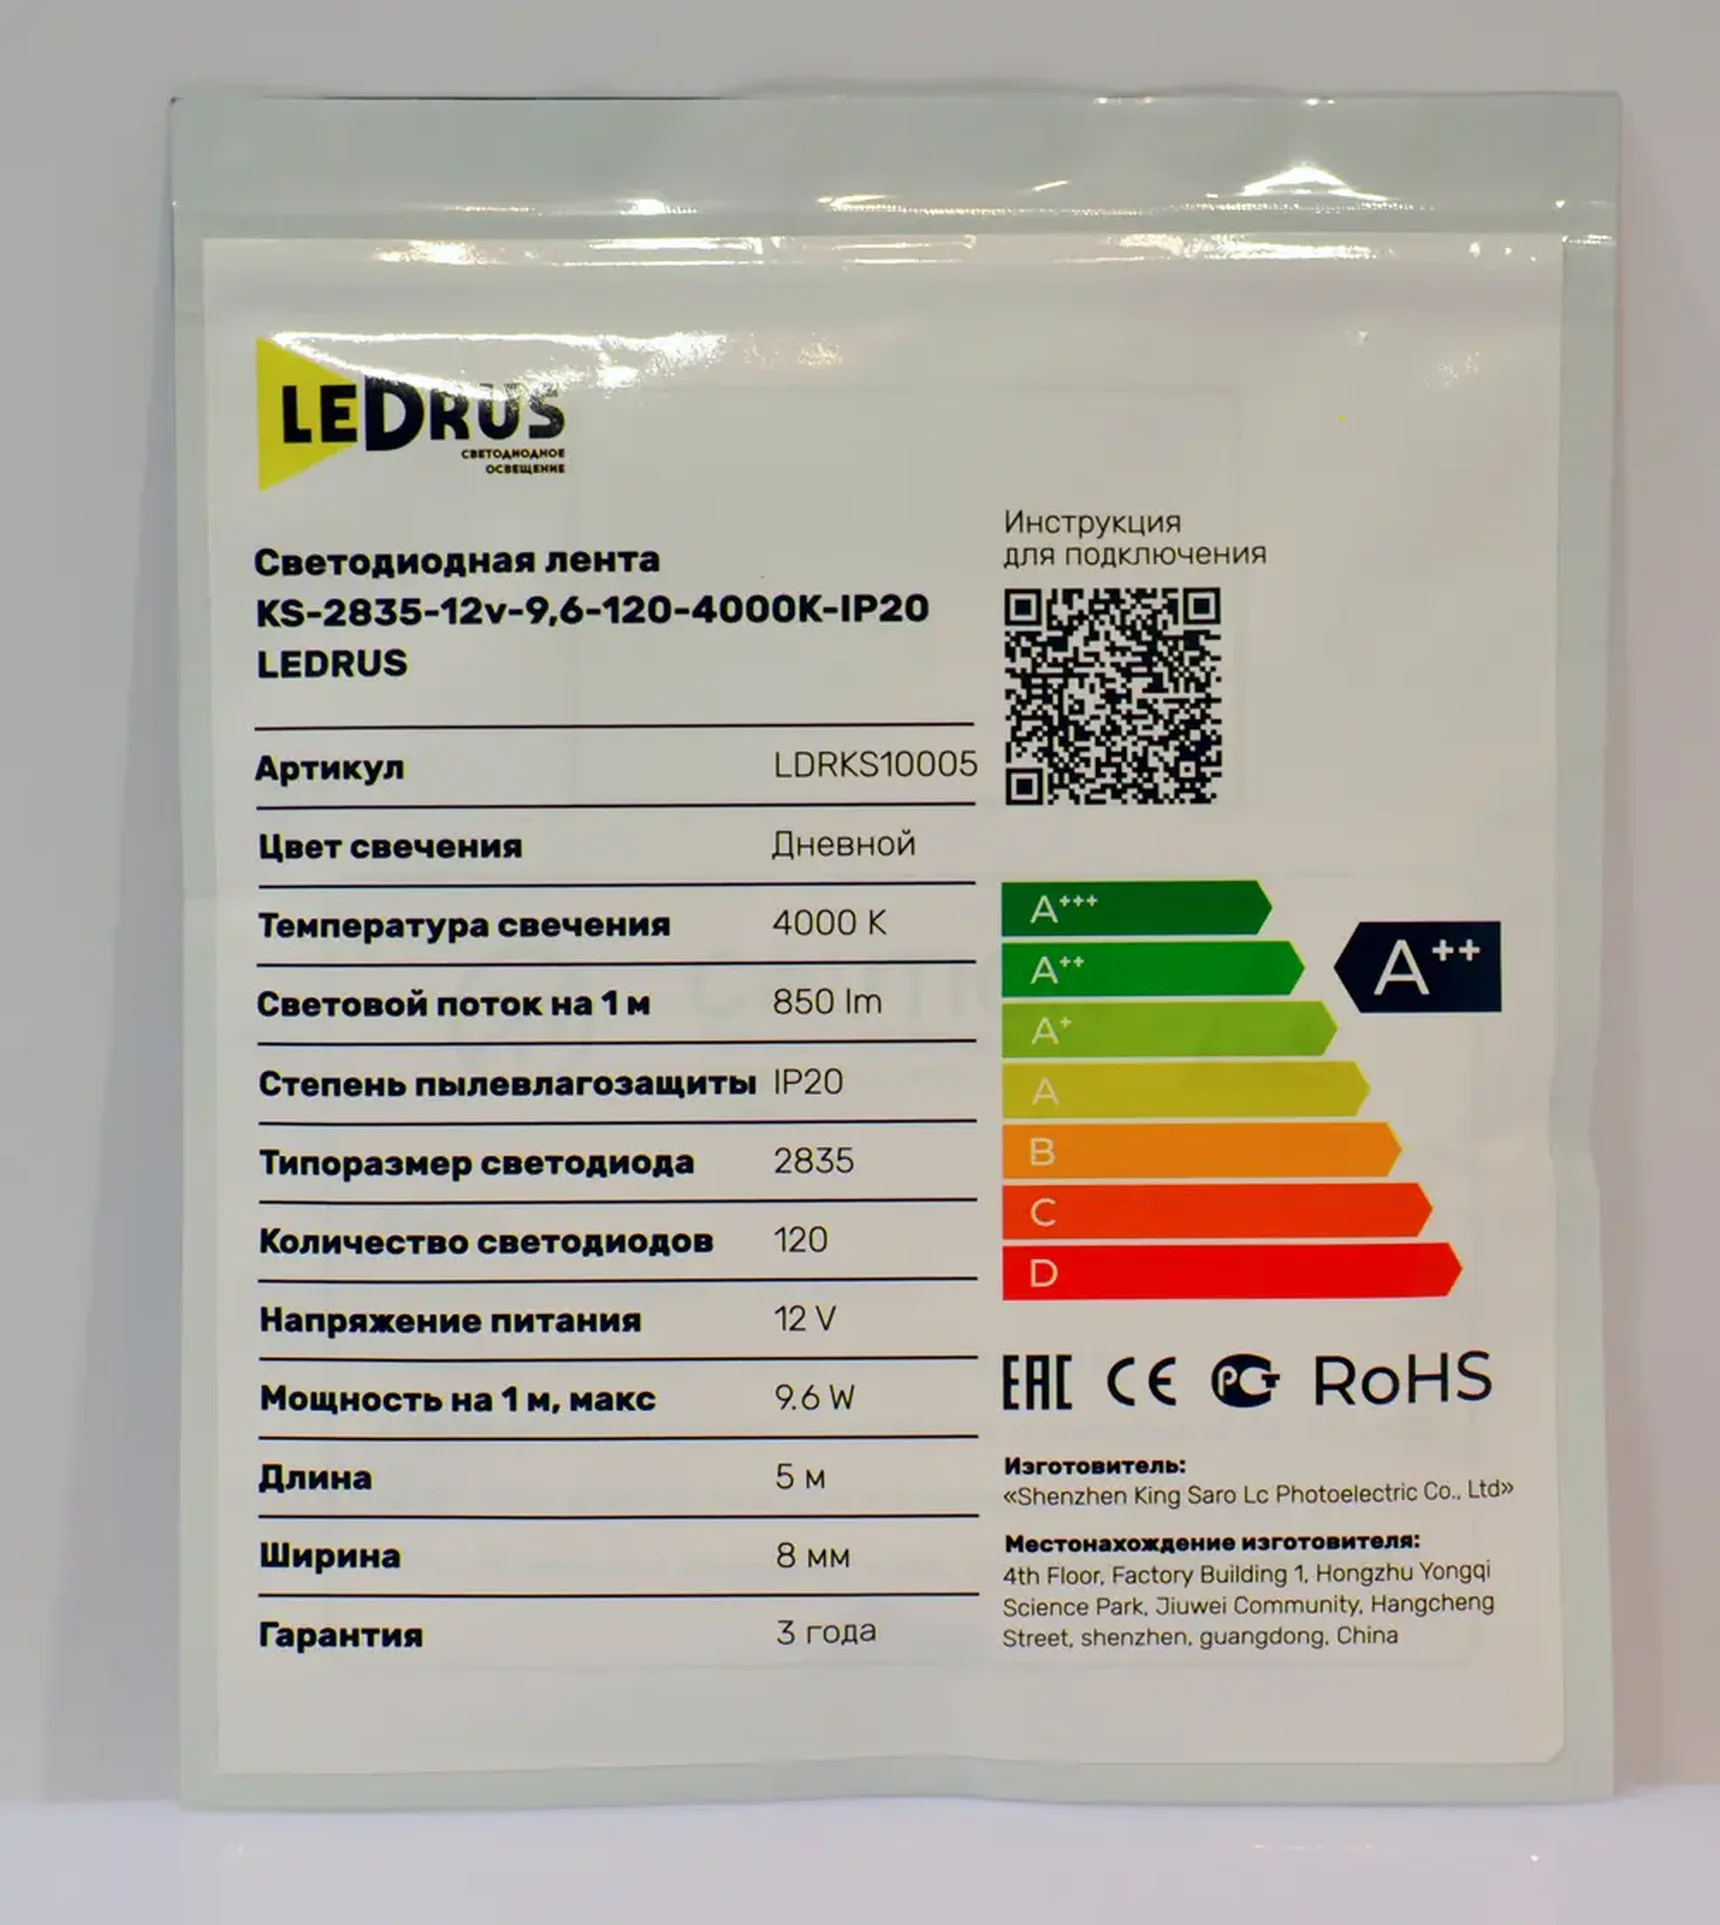 LEDRUS
СВЕТОДИОДНОЕ
ОСВЕЩЕНИЕ
Светодиодная лента
KS-2835-12v-9,6-120-4000K-IP20
LEDRUS
Артикул LDRKS10005
Цвет свечения Дневной
Температура свечения 4000 K
Световой поток на 1 м 850 lm
Степень пылевлагозащиты IP20
Типоразмер светодиода 2835
Количество светодиодов 120
Напряжение питания 12 V
Мощность на 1 м, макс 9.6 W
Длина 5 м
Ширина 8 мм
Гарантия 3 года
Инструкция
для подключения
A+++
A++
A++
A+
A
B
C
D
EAC CE РСТ RoHS
Изготовитель:
«Shenzhen King Saro Lc Photoelectric Co., Ltd»
Местонахождение изготовителя:
4th Floor, Factory Building 1, Hongzhu Yongqi
Science Park, Jiuwei Community, Hangcheng
Street, shenzhen, guangdong, China